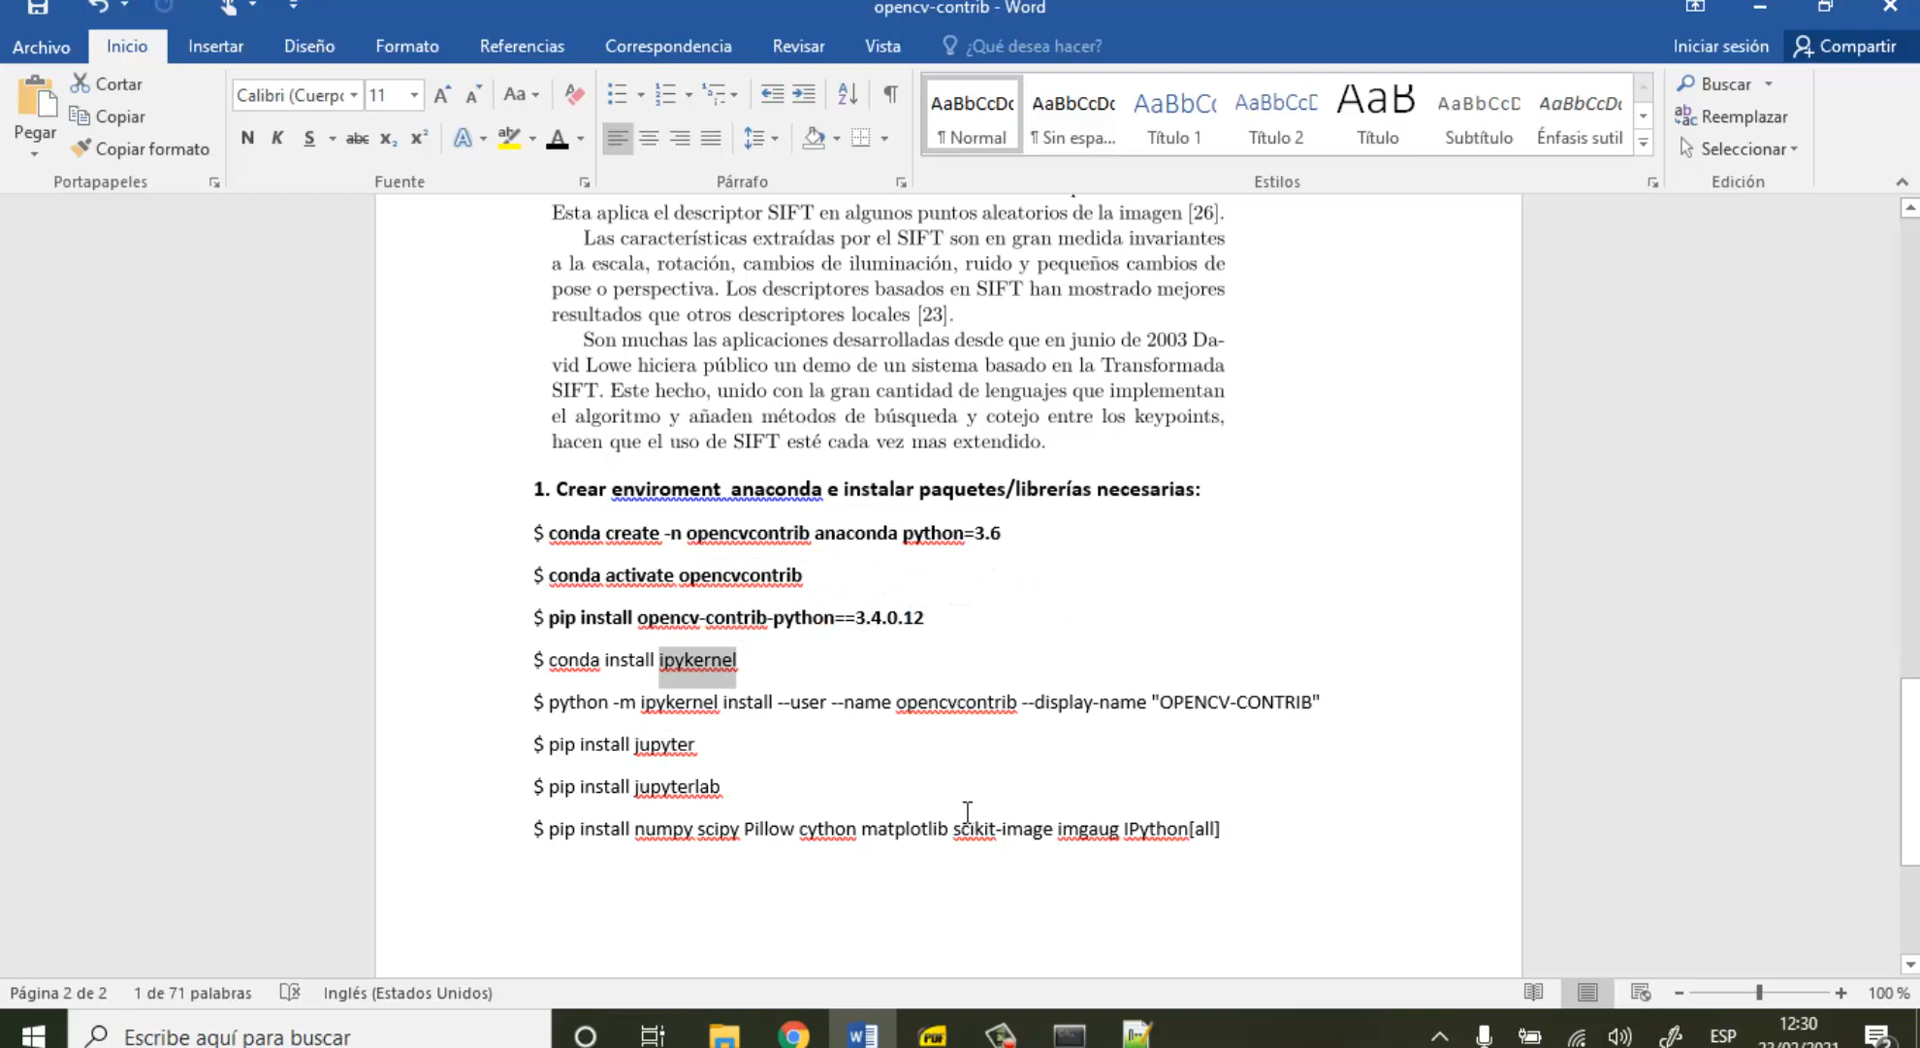 opencv-contrib - Word
Archivo Inicio Insertar Diseño Formato Referencias Correspondencia Revisar Vista ¿Qué desea hacer? Iniciar sesión Compartir
Pegar
Cortar
Copiar
Copiar formato
Portapapeles
Calibri (Cuerpo 11
N K S abc x₂ x²
Fuente
Párrafo
AaBbCcDc AaBbCcDc AaBbC AaBbCcD AaB AaBbCcD AaBbCcDc
¶ Normal ¶ Sin espa... Título 1 Título 2 Título Subtítulo Énfasis sutil
Estilos
Buscar
Reemplazar
Seleccionar
Edición
Esta aplica el descriptor SIFT en algunos puntos aleatorios de la imagen [26].
Las características extraídas por el SIFT son en gran medida invariantes
a la escala, rotación, cambios de iluminación, ruido y pequeños cambios de
pose o perspectiva. Los descriptores basados en SIFT han mostrado mejores
resultados que otros descriptores locales [23].
Son muchas las aplicaciones desarrolladas desde que en junio de 2003 Da-
vid Lowe hiciera público un demo de un sistema basado en la Transformada
SIFT. Este hecho, unido con la gran cantidad de lenguajes que implementan
el algoritmo y añaden métodos de búsqueda y cotejo entre los keypoints,
hacen que el uso de SIFT esté cada vez mas extendido.
1. Crear enviroment anaconda e instalar paquetes/librerías necesarias:
$ conda create -n opencvcontrib anaconda python=3.6
$ conda activate opencvcontrib
$ pip install opencv-contrib-python==3.4.0.12
$ conda install ipykernel
$ python -m ipykernel install --user --name opencvcontrib --display-name "OPENCV-CONTRIB"
$ pip install jupyter
$ pip install jupyterlab
$ pip install numpy scipy Pillow cython matplotlib scikit-image imgaug IPython[all]
Página 2 de 2 1 de 71 palabras Inglés (Estados Unidos) 100 %
Escribe aquí para buscar
ESP
12:30